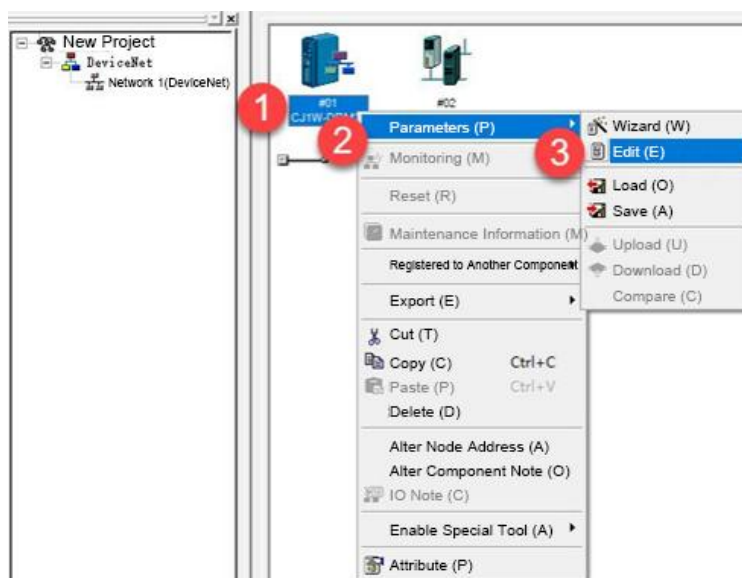 New Project
DeviceNet
Network 1(DeviceNet)
#01
CJ1W-DRM
#02
1
2
3
Parameters (P)
Monitoring (M)
Reset (R)
Maintenance Information (M)
Registered to Another Component
Export (E)
Cut (T)
Copy (C) Ctrl+C
Paste (P) Ctrl+V
Delete (D)
Alter Node Address (A)
Alter Component Note (O)
IO Note (C)
Enable Special Tool (A)
Attribute (P)
Wizard (W)
Edit (E)
Load (O)
Save (A)
Upload (U)
Download (D)
Compare (C)